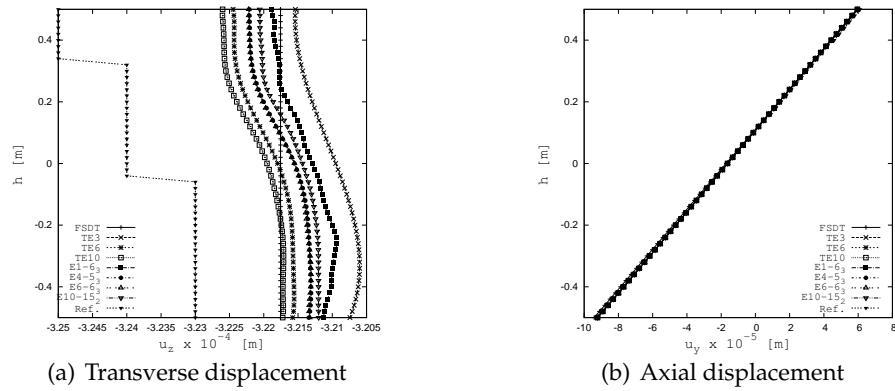 0.4
0.2
0
-0.2
-0.4
h [m]
FSDT
TE3
TE6
TE10
E1-6₃
E4-5₃
E6-6₃
E10-15₂
Ref.
-3.25 -3.24 -3.23 -3.225 -3.22 -3.215 -3.21 -3.205
u_z x 10⁻⁴ [m]
(a) Transverse displacement
0.4
0.2
0
-0.2
-0.4
h [m]
FSDT
TE3
TE6
TE10
E1-6₃
E4-5₃
E6-6₃
E10-15₂
Ref.
-10 -8 -6 -4 -2 0 2 4 6 8
u_y x 10⁻⁵ [m]
(b) Axial displacement